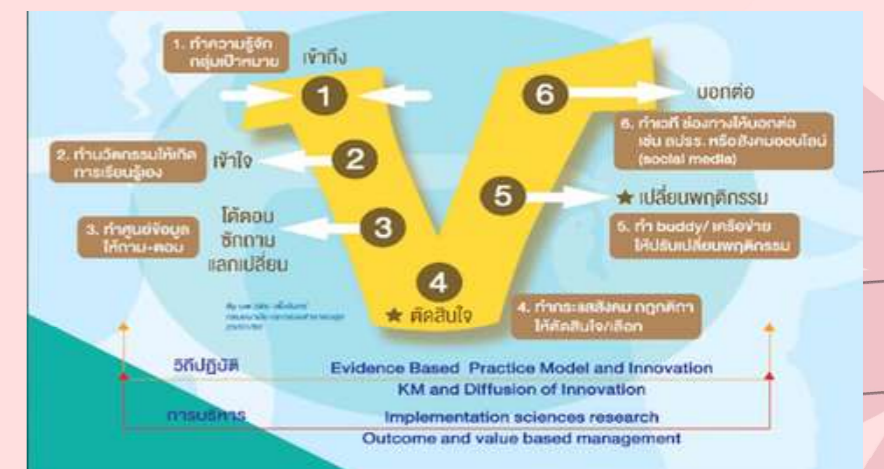 1. ทำความรู้จัก
กลุ่มเป้าหมาย
เข้าถึง
1
2. ทำนวัตกรรมให้เกิด
การเรียนรู้เอง
เข้าใจ
2
3. ทำศูนย์ข้อมูล
ให้ถาม-ตอบ
โต้ตอบ
ซักถาม
แลกเปลี่ยน
3
4
★ ตัดสินใจ
4. ทำกระแสสังคม กฎกติกา
ให้ตัดสินใจ/เลือก
5
★ เปลี่ยนพฤติกรรม
5. ทำ buddy/ เครือข่าย
ให้ปรับเปลี่ยนพฤติกรรม
6
บอกต่อ
6. ทำเวที ช่องทางให้บอกต่อ
เช่น รปสธ. หรือสังคมออนไลน์
(social media)
วิถีปฏิบัติ
Evidence Based Practice Model and Innovation
KM and Diffusion of Innovation
การบริหาร
Implementation sciences research
Outcome and value based management